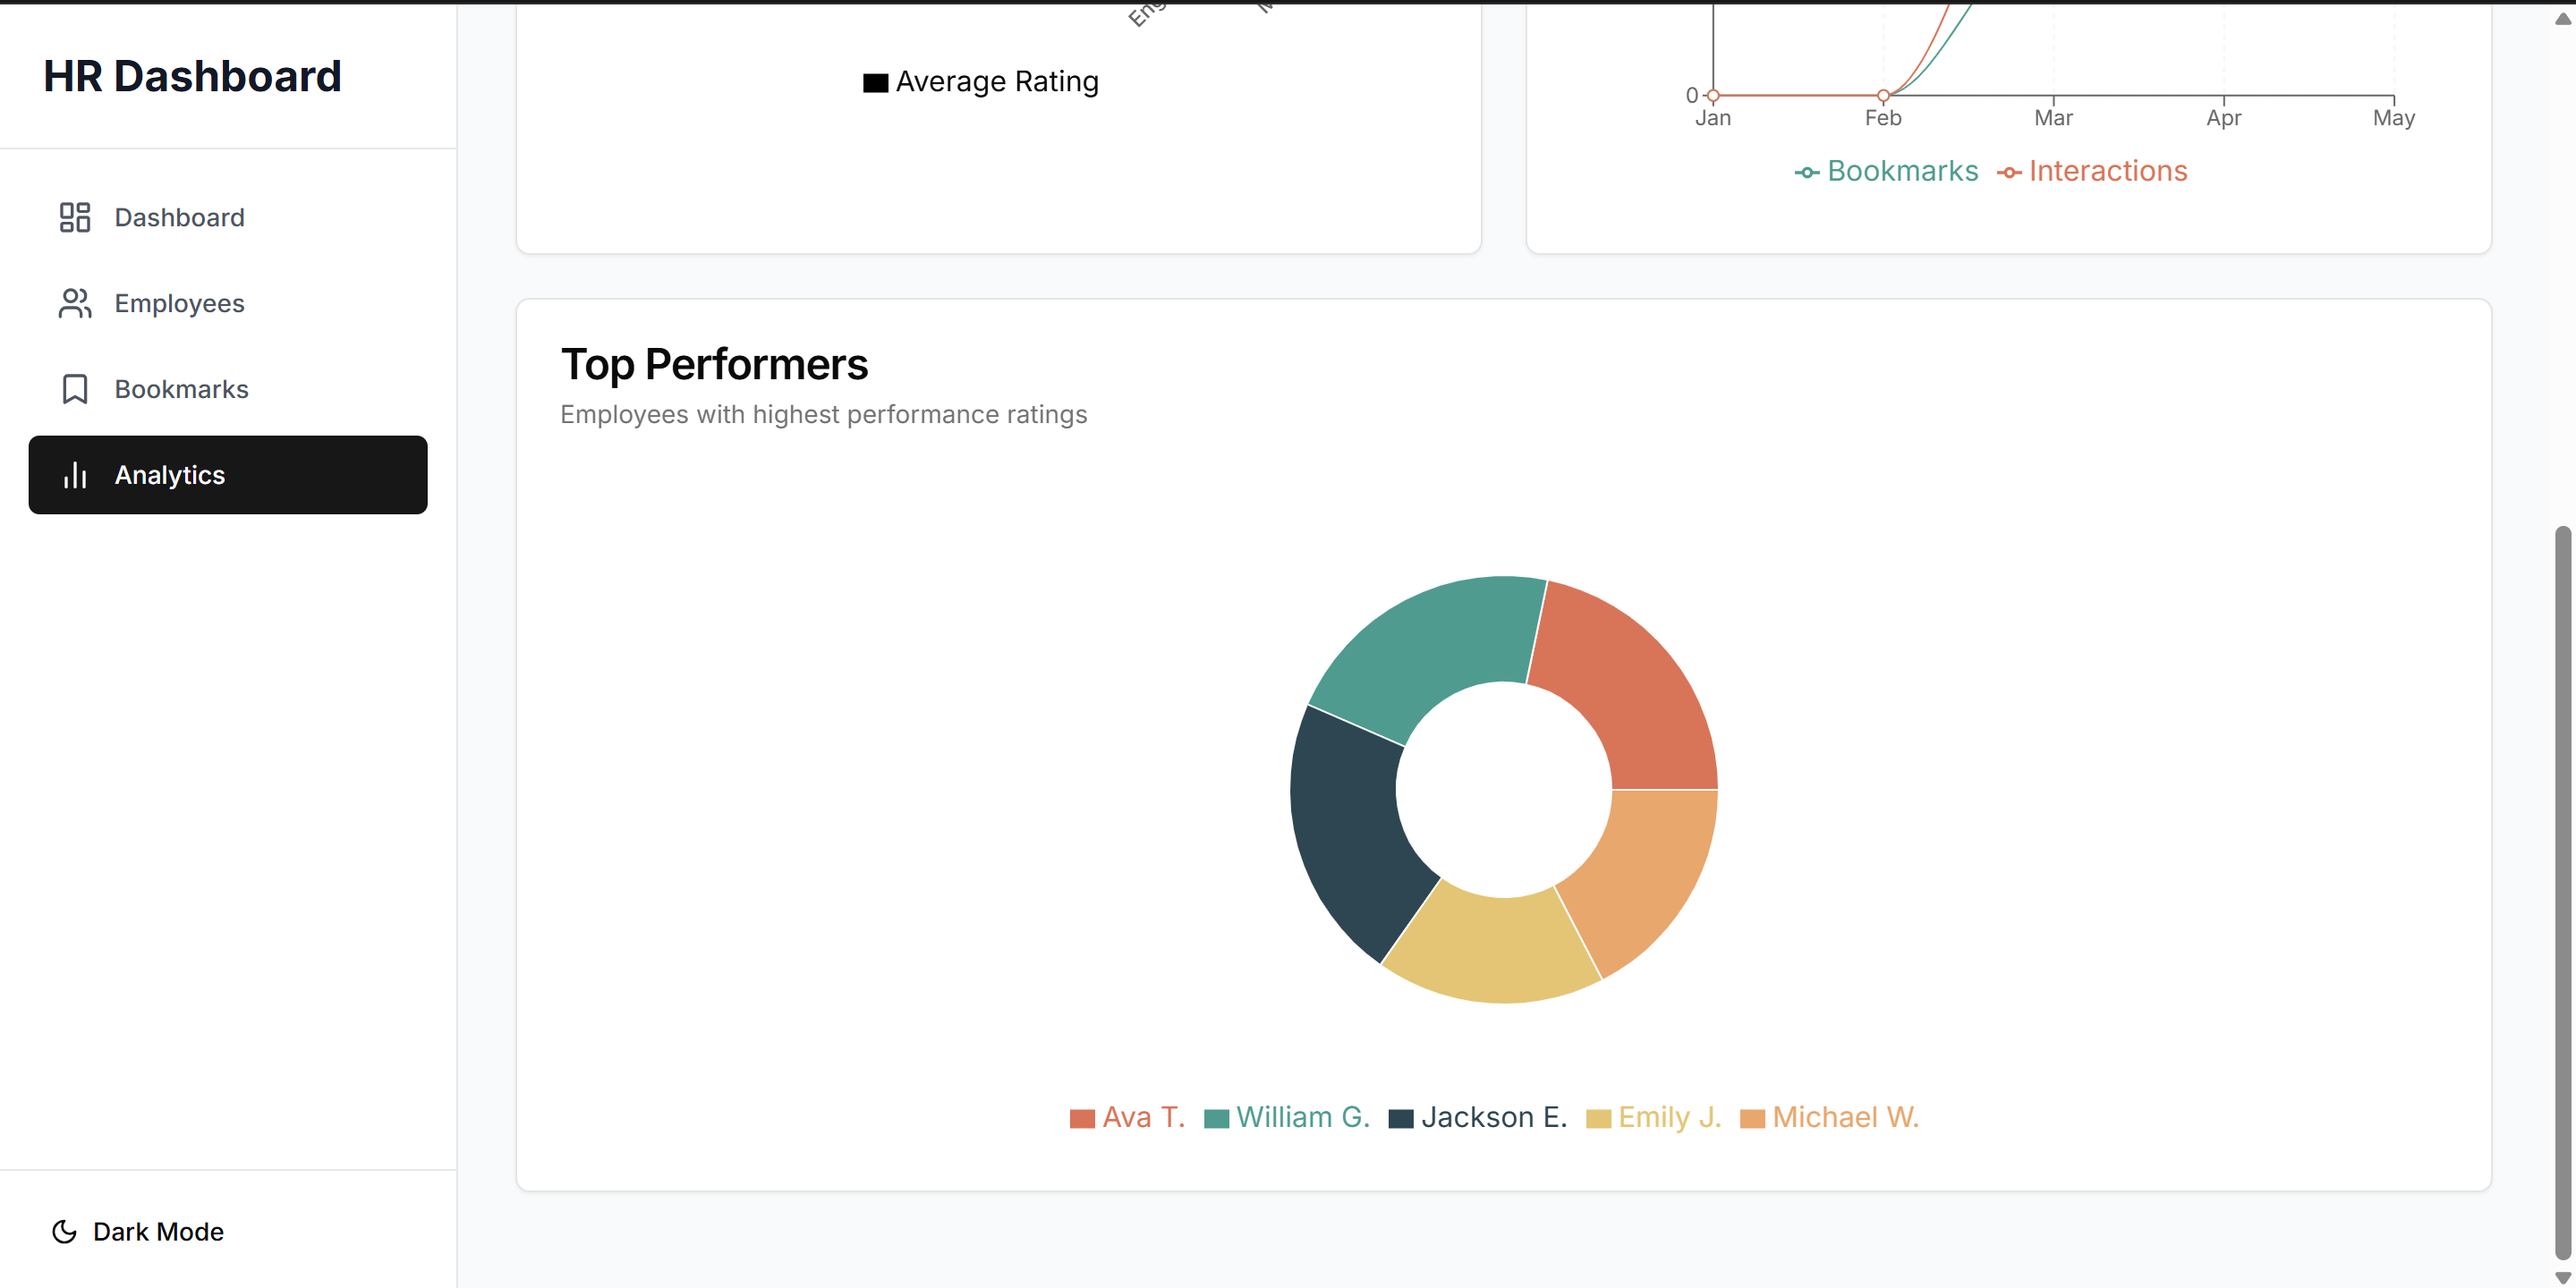 HR Dashboard
Dashboard
Employees
Bookmarks
Analytics
Dark Mode
Average Rating
0
Jan Feb Mar Apr May
Bookmarks Interactions
Top Performers
Employees with highest performance ratings
Ava T. William G. Jackson E. Emily J. Michael W.